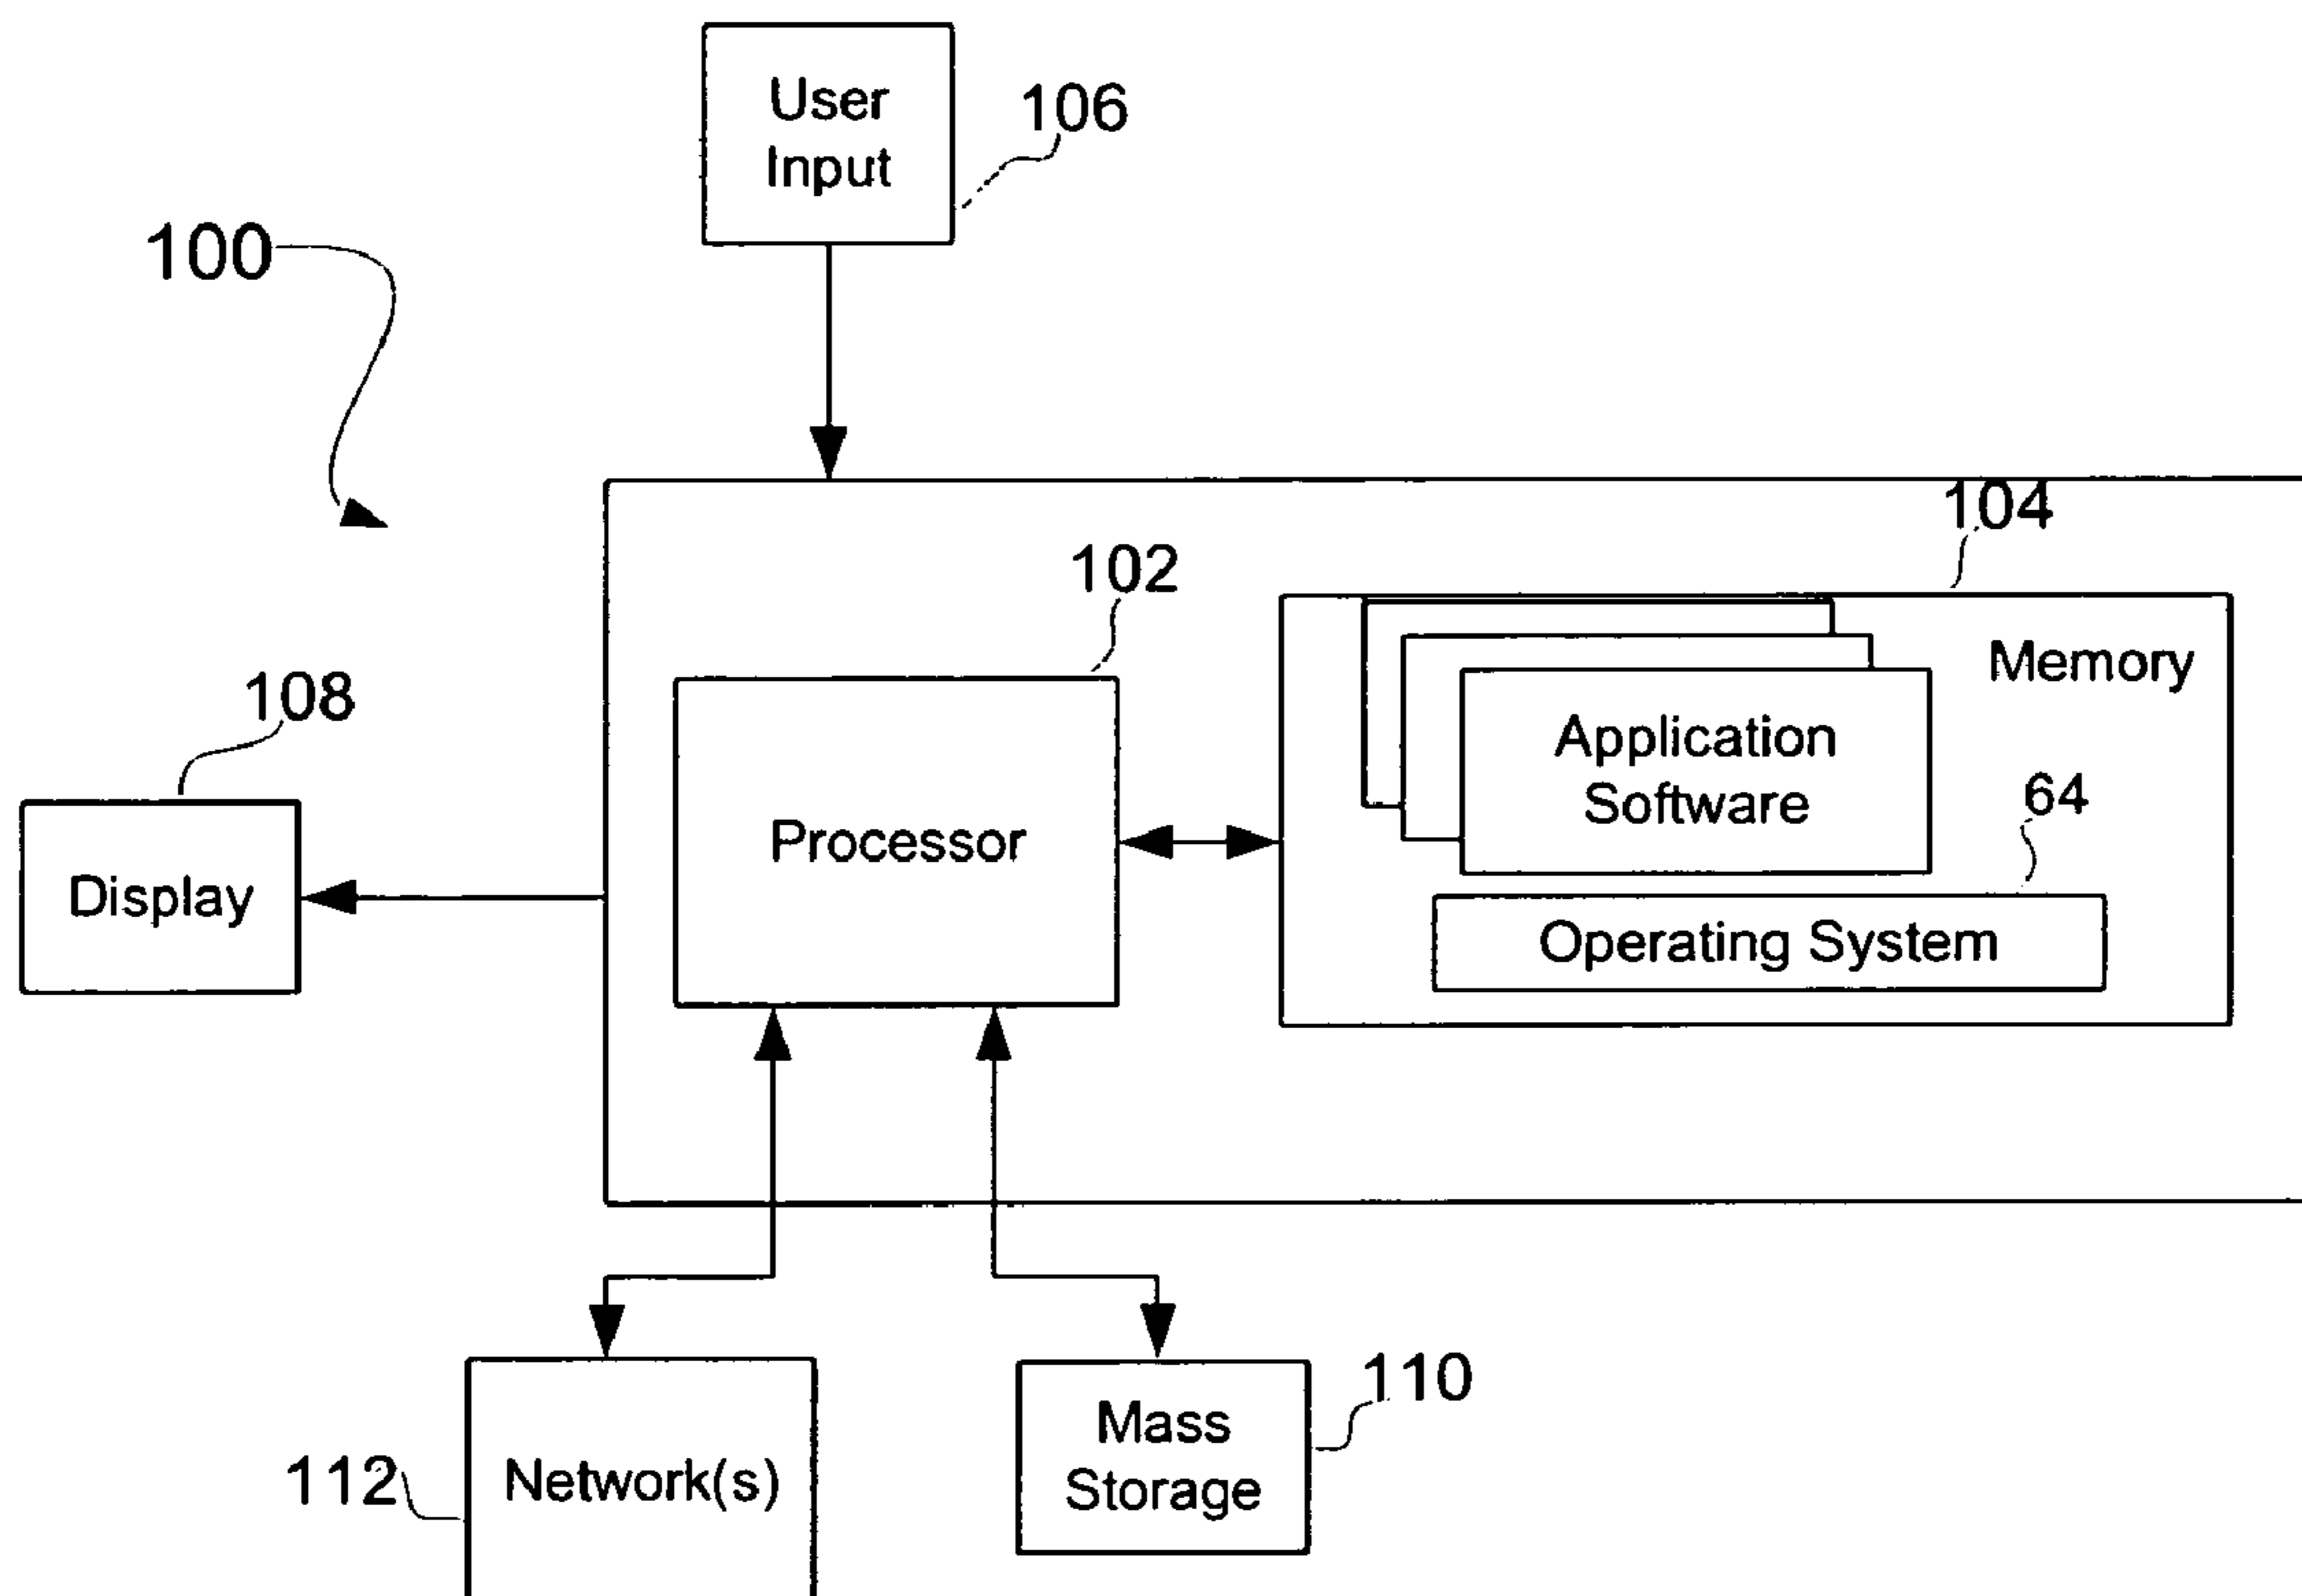 User
Input
106
100
104
102
Memory
108
Application
Software
64
Processor
Display
Operating System
110
Mass
Storage
112
Network(s)